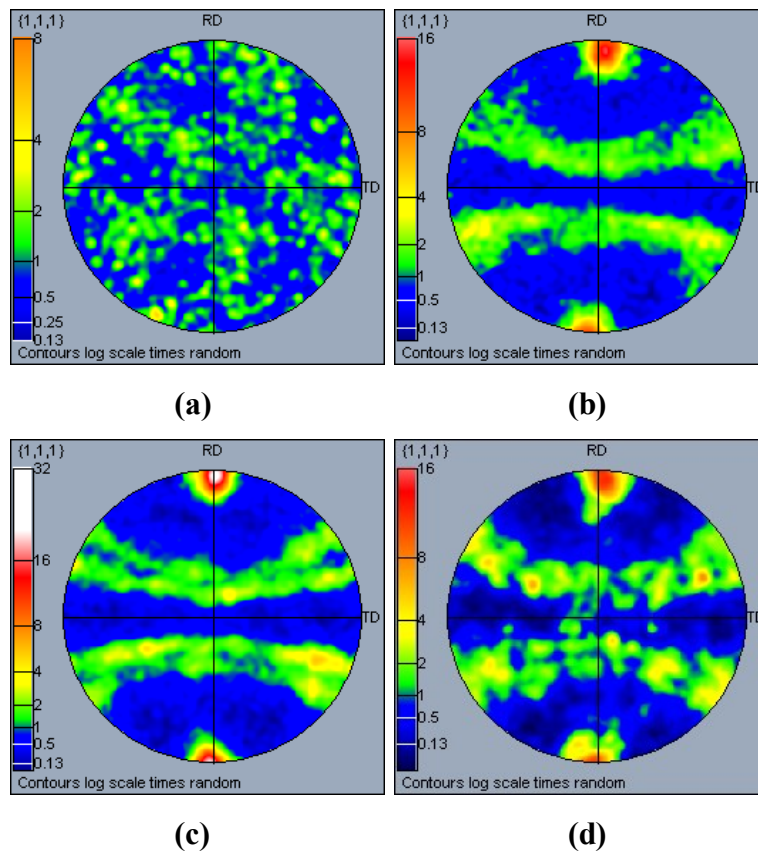 {1,1,1}
RD
8
4
2
1
0.5
0.25
0.13
TD
Contours log scale times random
(a)
{1,1,1}
RD
16
8
4
2
1
0.5
0.13
TD
Contours log scale times random
(b)
{1,1,1}
RD
32
16
8
4
2
1
0.5
0.13
TD
Contours log scale times random
(c)
{1,1,1}
RD
16
8
4
2
1
0.5
0.13
TD
Contours log scale times random
(d)